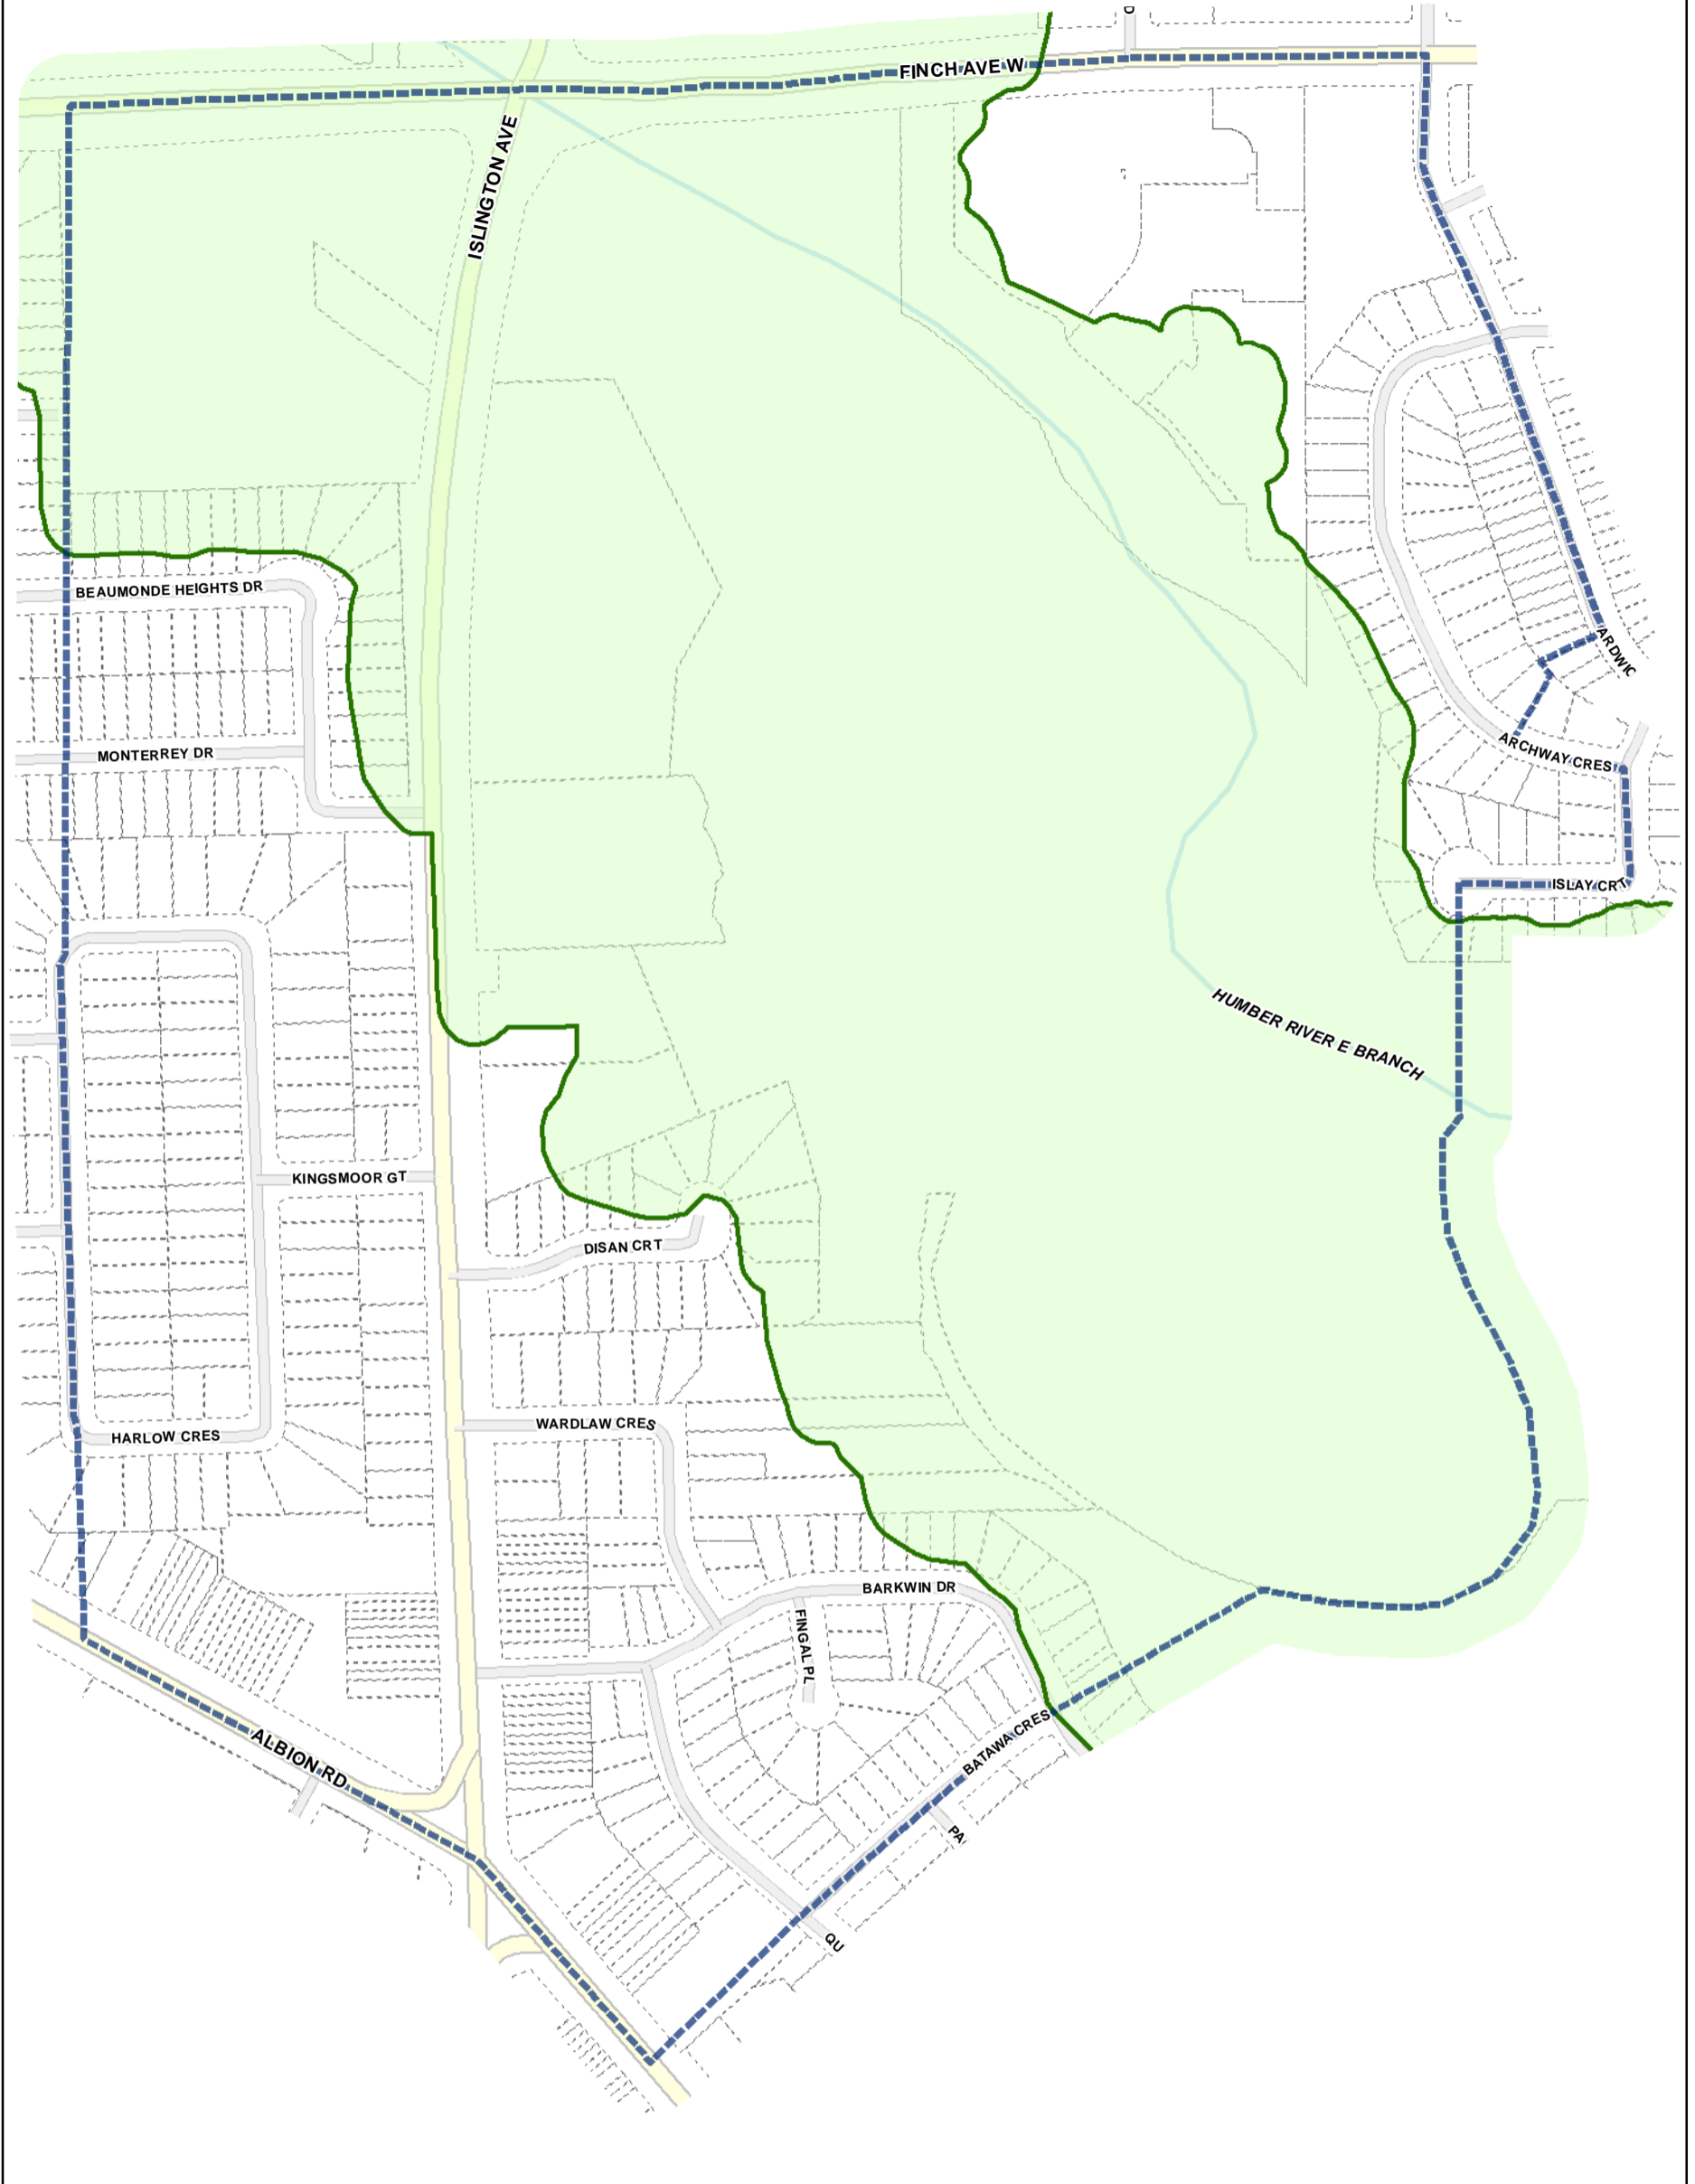 FINCH AVE W
ISLINGTON AVE
BEAUMONDE HEIGHTS DR
ARDWIC
MONTERREY DR
ARCHWAY CRES
ISLAY CRT
HUMBER RIVER E BRANCH
KINGSMOOR GT
DISAN CRT
WARDLAW CRES
HARLOW CRES
BARKWIN DR
FINGAL PL
BATAWA CRES
ALBION RD
PA
QU